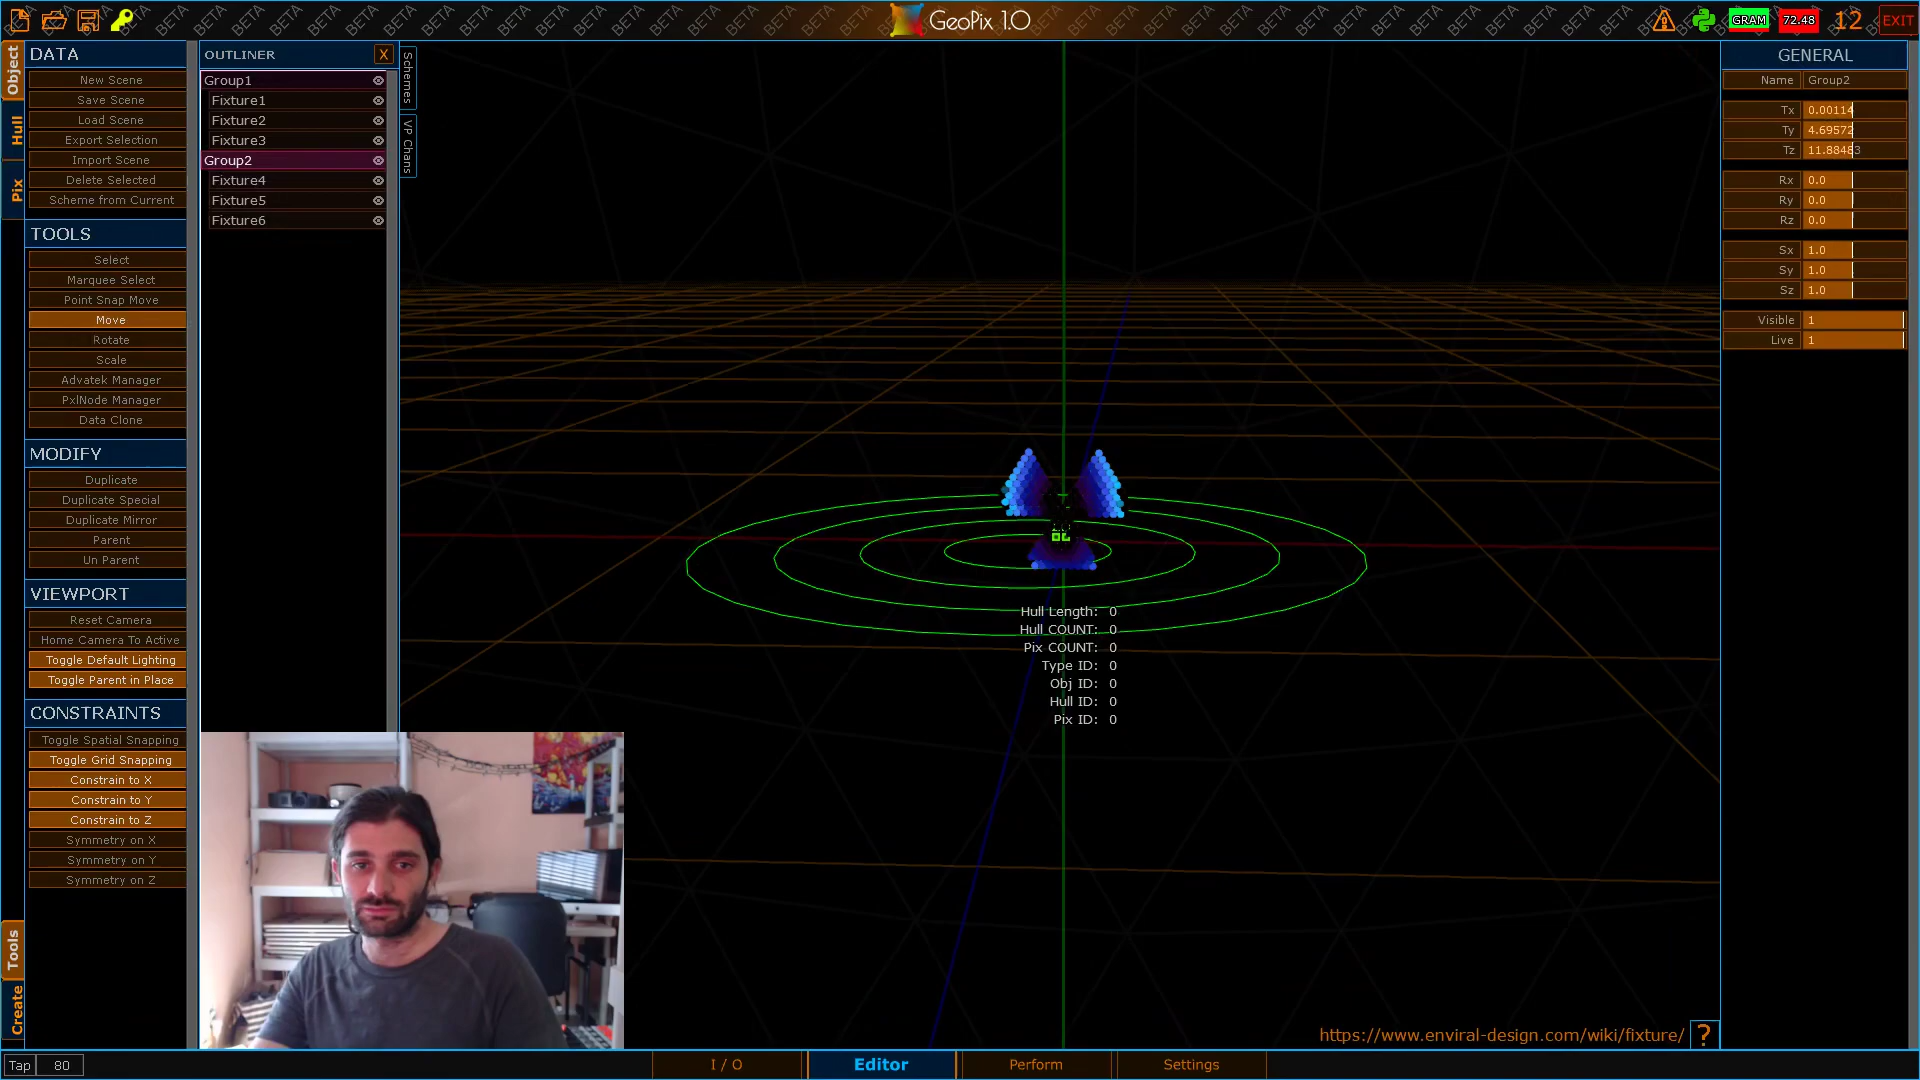 GeoPix 1.0
BETA
GRAM
72.48
12
EXIT
Object
Hull
Pix
Tools
Create
DATA
New Scene
Save Scene
Load Scene
Export Selection
Import Scene
Delete Selected
Scheme from Current
TOOLS
Select
Marquee Select
Point Snap Move
Move
Rotate
Scale
Advatek Manager
PxlNode Manager
Data Clone
MODIFY
Duplicate
Duplicate Special
Duplicate Mirror
Parent
Un Parent
VIEWPORT
Reset Camera
Home Camera To Active
Toggle Default Lighting
Toggle Parent in Place
CONSTRAINTS
Toggle Spatial Snapping
Toggle Grid Snapping
Constrain to X
Constrain to Y
Constrain to Z
Symmetry on X
Symmetry on Y
Symmetry on Z
OUTLINER
X
Group1
Fixture1
Fixture2
Fixture3
Group2
Fixture4
Fixture5
Fixture6
Schemes
VP Chans
Hull Length: 0
Hull COUNT: 0
Pix COUNT: 0
Type ID: 0
Obj ID: 0
Hull ID: 0
Pix ID: 0
GENERAL
Name Group2
Tx 0.00114
Ty 4.69572
Tz 11.88483
Rx 0.0
Ry 0.0
Rz 0.0
Sx 1.0
Sy 1.0
Sz 1.0
Visible 1
Live 1
https://www.enviral-design.com/wiki/fixture/ ?
Tap 80
I / O
Editor
Perform
Settings